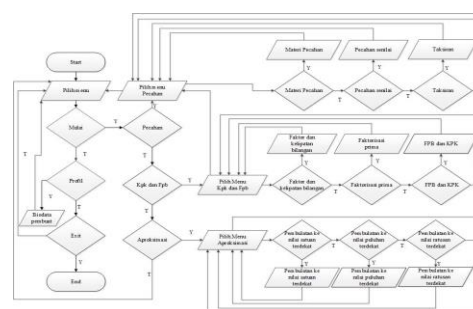 Start
Pilih menu
Pilih menu
Pecahan
Materi Pecahan
Pecahan senilai
Taksiran
Y
Y
Y
Materi Pecahan
T
Pecahan senilai
T
Taksiran
Mulai
Y
Pecahan
Y
T
T
T
Profil
Y
T
Biodata
pembuat
Exit
Y
End
Kpk dan Fpb
Y
Pilih Menu
Kpk dan Fpb
Faktor dan
kelipatan
bilangan
Faktorisasi
prima
FPB dan KPK
Y
Y
Y
Faktor dan
kelipatan bilangan
T
Faktorisasi prima
T
FPB dan KPK
T
Aproksimasi
Y
T
Pilih Menu
Aproksimasi
Pembulatan ke
nilai satuan
terdekat
T
Pembulatan ke
nilai puluhan
terdekat
T
Pembulatan ke
nilai ratusan
terdekat
Pembulatan ke
nilai satuan
terdekat
Pembulatan ke
nilai puluhan
terdekat
Pembulatan ke
nilai ratusan
terdekat